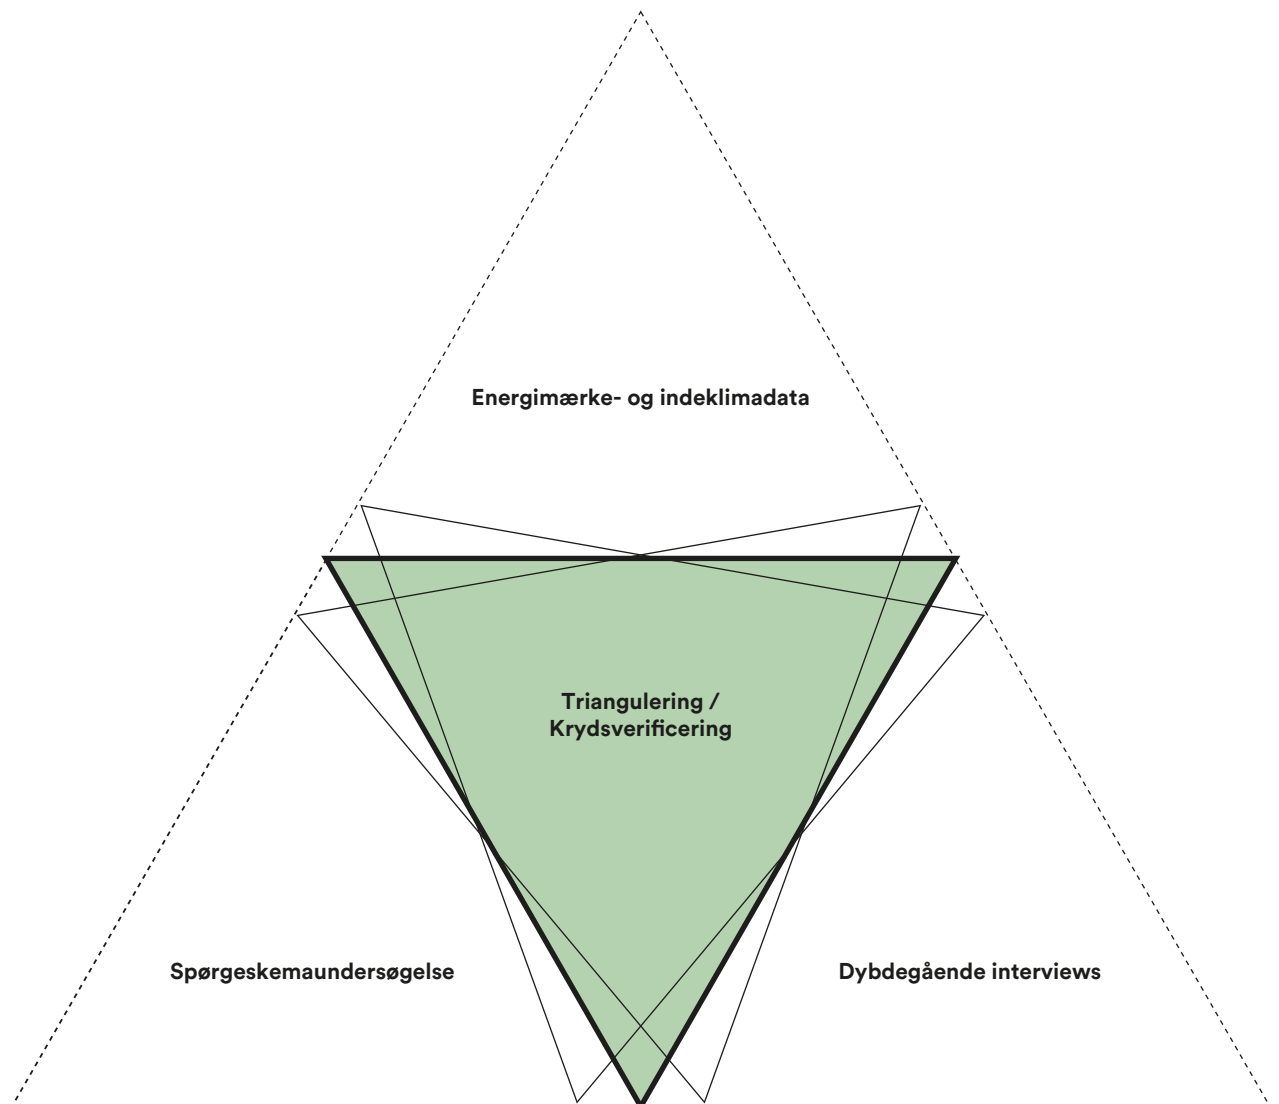 Energimærke- og indeklimadata
Triangulering /
Krydsverificering
Spørgeskemaundersøgelse
Dybdegående interviews